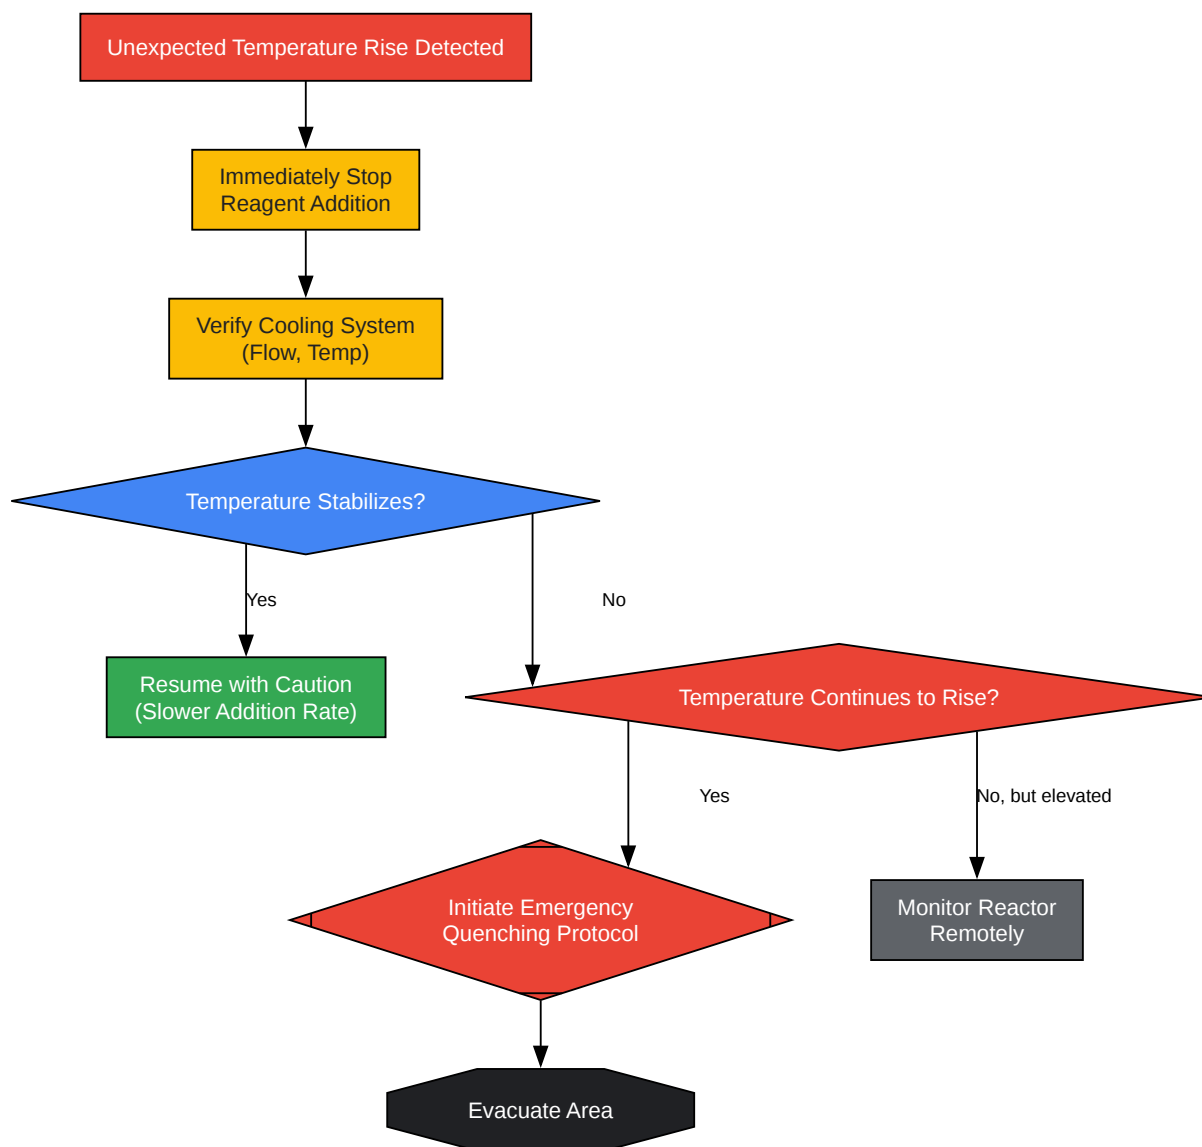 Unexpected Temperature Rise Detected
Immediately Stop
Reagent Addition
Verify Cooling System
(Flow, Temp)
Temperature Stabilizes?
Yes
No
Resume with Caution
(Slower Addition Rate)
Temperature Continues to Rise?
Yes
No, but elevated
Initiate Emergency
Quenching Protocol
Monitor Reactor
Remotely
Evacuate Area